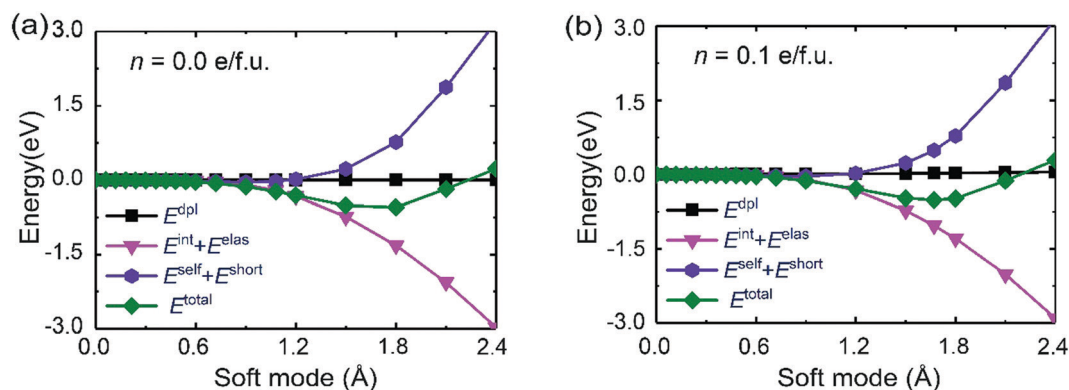 (a)
n = 0.0 e/f.u.
Energy(eV)
3.0
1.5
0.0
-1.5
-3.0
E^dpl
E^int+E^elas
E^self+E^short
E^total
0.0 0.6 1.2 1.8 2.4
Soft mode (Å)
(b)
n = 0.1 e/f.u.
Energy(eV)
3.0
1.5
0.0
-1.5
-3.0
E^dpl
E^int+E^elas
E^self+E^short
E^total
0.0 0.6 1.2 1.8 2.4
Soft mode (Å)